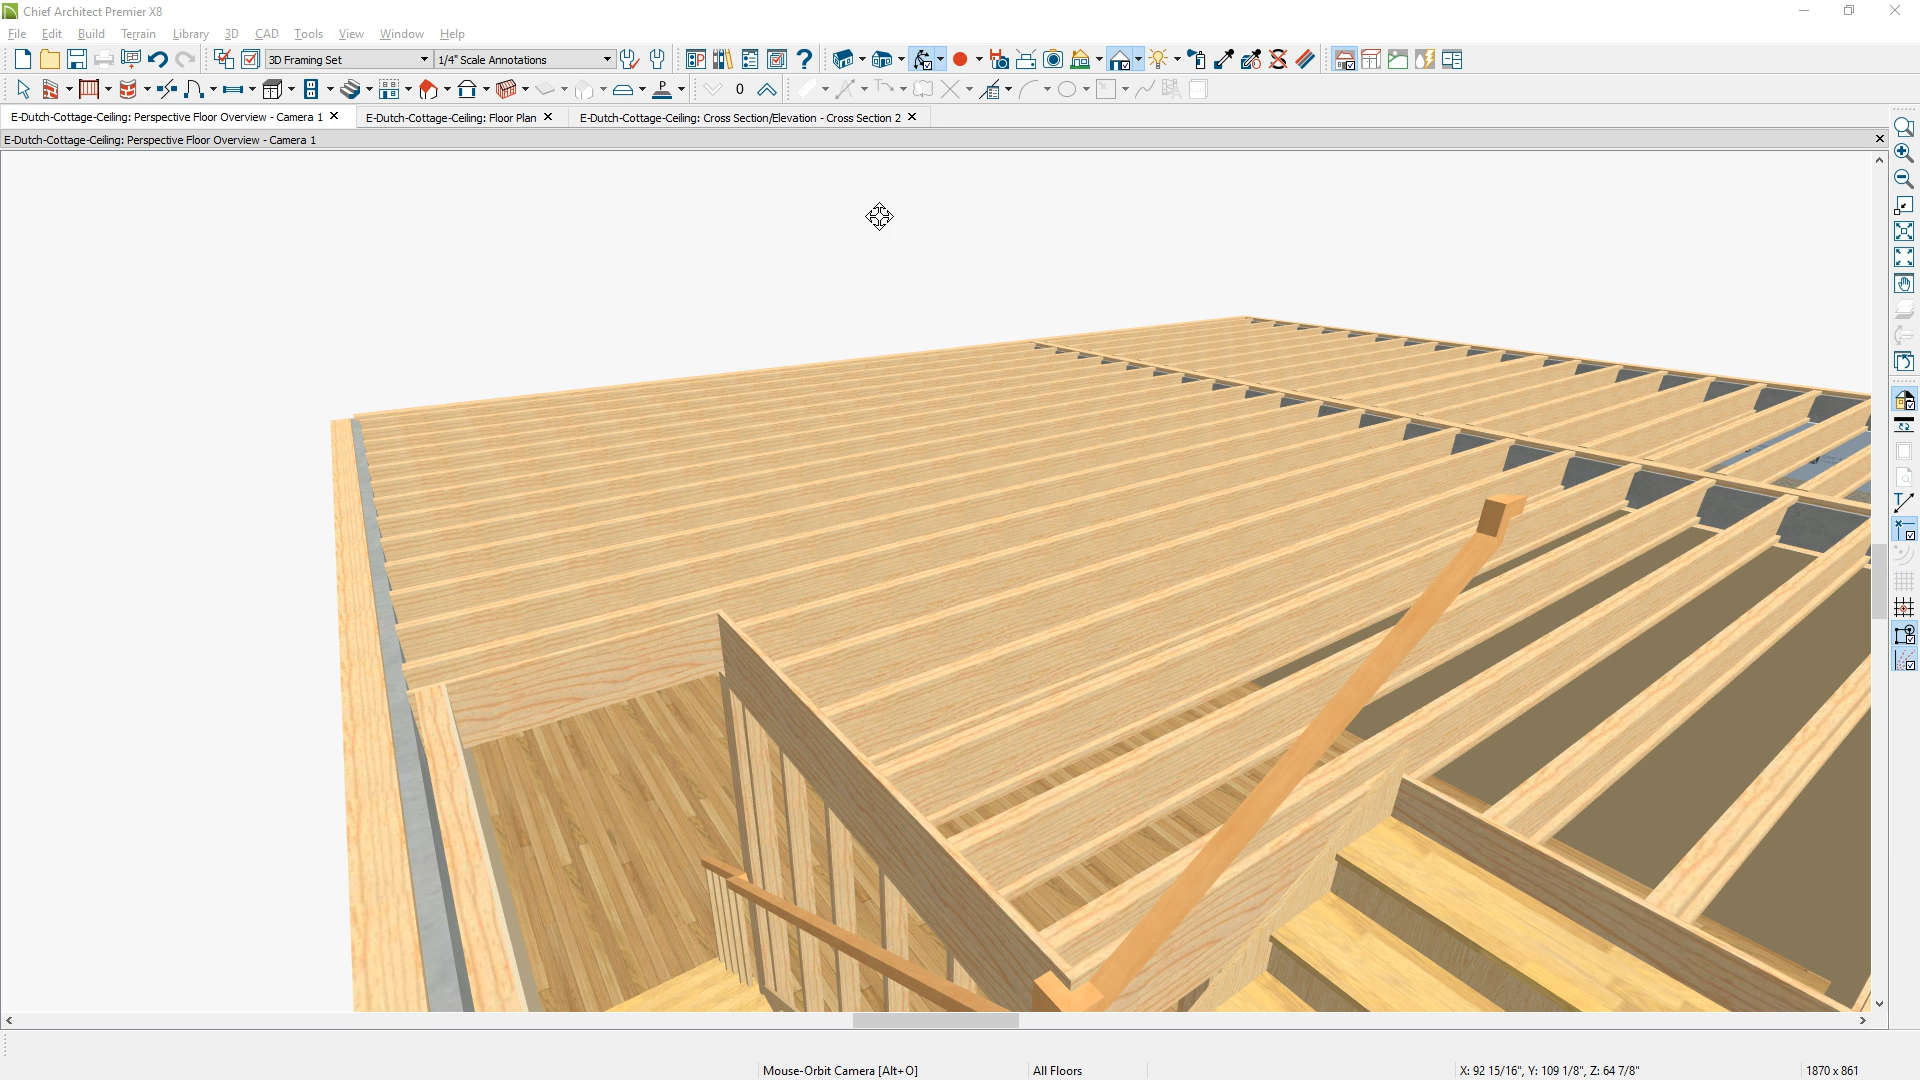 Chief Architect Premier X8
File Edit Build Terrain Library 3D CAD Tools View Window Help
3D Framing Set 1/4" Scale Annotations
0
P
E-Dutch-Cottage-Ceiling: Perspective Floor Overview - Camera 1 E-Dutch-Cottage-Ceiling: Floor Plan E-Dutch-Cottage-Ceiling: Cross Section/Elevation - Cross Section 2
E-Dutch-Cottage-Ceiling: Perspective Floor Overview - Camera 1
Mouse-Orbit Camera [Alt+O] All Floors X: 92 15/16", Y: 109 1/8", Z: 64 7/8" 1870 x 861